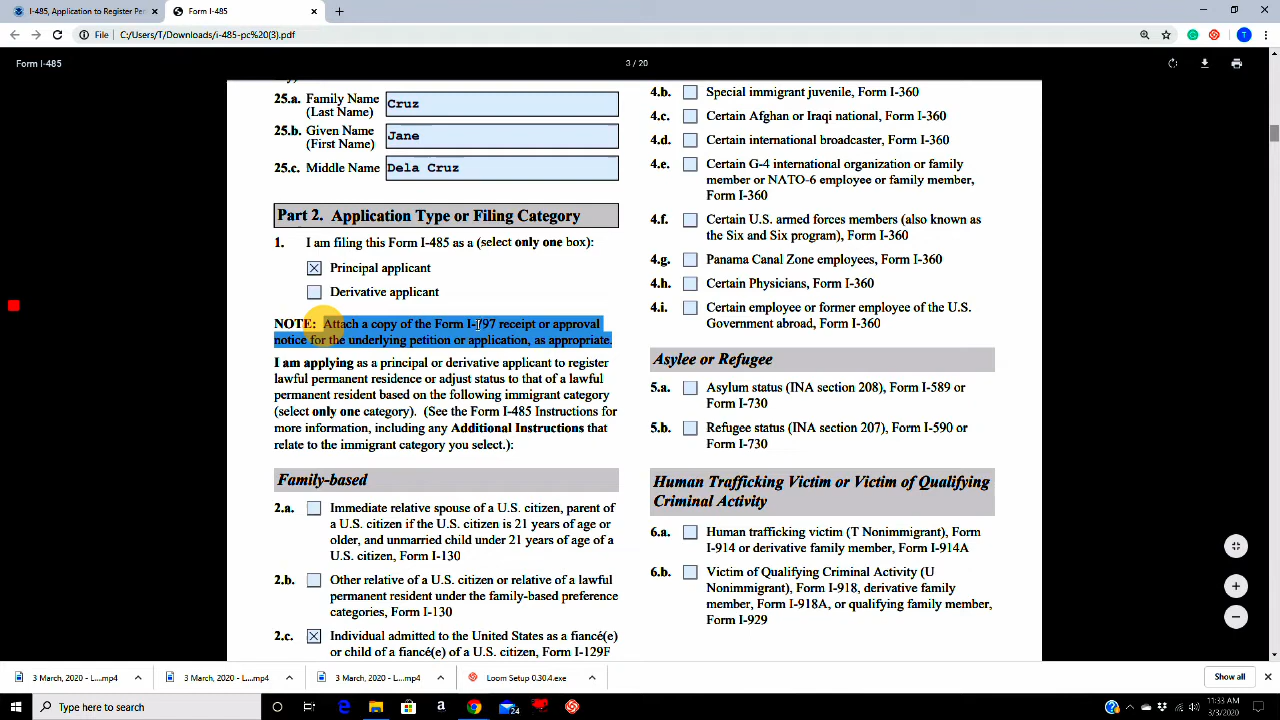 I-485, Application to Register Per
Form I-485
File
C:/Users/T/Downloads/i-485-pc%20(3).pdf
T
Form I-485
3 / 20
25.a. Family Name
(Last Name)
Cruz
25.b. Given Name
(First Name)
Jane
25.c. Middle Name
Dela Cruz
Part 2. Application Type or Filing Category
1. I am filing this Form I-485 as a (select only one box):
Principal applicant
Derivative applicant
NOTE: Attach a copy of the Form I-797 receipt or approval
notice for the underlying petition or application, as appropriate.
I am applying as a principal or derivative applicant to register
lawful permanent residence or adjust status to that of a lawful
permanent resident based on the following immigrant category
(select only one category). (See the Form I-485 Instructions for
more information, including any Additional Instructions that
relate to the immigrant category you select.):
Family-based
2.a. Immediate relative spouse of a U.S. citizen, parent of
a U.S. citizen if the U.S. citizen is 21 years of age or
older, and unmarried child under 21 years of age of a
U.S. citizen, Form I-130
2.b. Other relative of a U.S. citizen or relative of a lawful
permanent resident under the family-based preference
categories, Form I-130
2.c. Individual admitted to the United States as a fiancé(e)
or child of a fiancé(e) of a U.S. citizen, Form I-129F
4.b. Special immigrant juvenile, Form I-360
4.c. Certain Afghan or Iraqi national, Form I-360
4.d. Certain international broadcaster, Form I-360
4.e. Certain G-4 international organization or family
member or NATO-6 employee or family member,
Form I-360
4.f. Certain U.S. armed forces members (also known as
the Six and Six program), Form I-360
4.g. Panama Canal Zone employees, Form I-360
4.h. Certain Physicians, Form I-360
4.i. Certain employee or former employee of the U.S.
Government abroad, Form I-360
Asylee or Refugee
5.a. Asylum status (INA section 208), Form I-589 or
Form I-730
5.b. Refugee status (INA section 207), Form I-590 or
Form I-730
Human Trafficking Victim or Victim of Qualifying
Criminal Activity
6.a. Human trafficking victim (T Nonimmigrant), Form
I-914 or derivative family member, Form I-914A
6.b. Victim of Qualifying Criminal Activity (U
Nonimmigrant), Form I-918, derivative family
member, Form I-918A, or qualifying family member,
Form I-929
3 March, 2020 - L....mp4
3 March, 2020 - L....mp4
3 March, 2020 - L....mp4
Loom Setup 0.30.4.exe
Show all
Type here to search
24
11:33 AM
3/3/2020